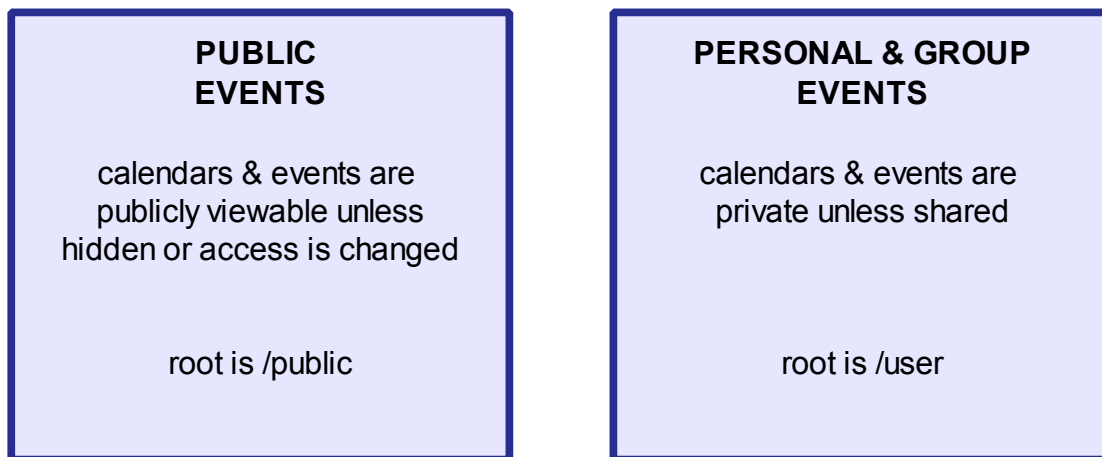 PUBLIC
EVENTS
calendars & events are
publicly viewable unless
hidden or access is changed
root is /public
PERSONAL & GROUP
EVENTS
calendars & events are
private unless shared
root is /user